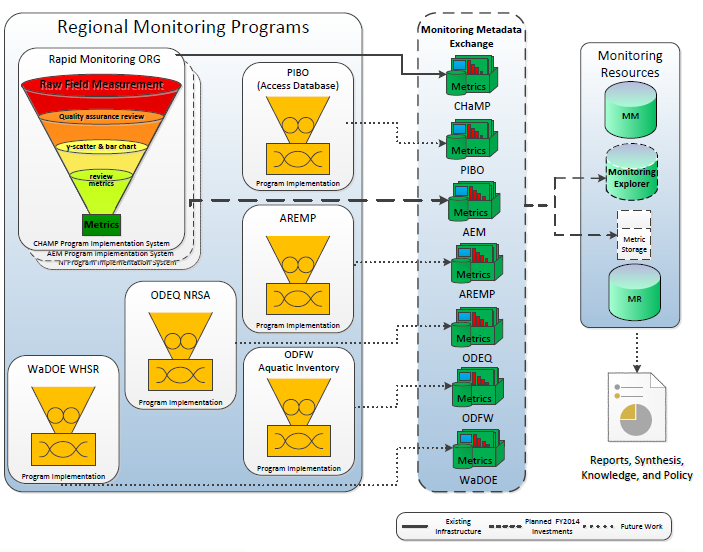 Regional Monitoring Programs
Rapid Monitoring ORG
Raw Field Measurement
Quality assurance review
y-scatter & bar chart
review
metrics
Metrics
CHAMP Program Implementation System
AEM Program Implementation System
Program Implementation System
PIBO
(Access Database)
Program Implementation
AREMP
Program Implementation
ODEQ NRSA
Program Implementation
ODFW
Aquatic Inventory
Program Implementation
WaDOE WHSR
Program Implementation
Monitoring Metadata
Exchange
Metrics
CHaMP
Metrics
PIBO
Metrics
AEM
Metrics
AREMP
Metrics
ODEQ
Metrics
ODFW
Metrics
WaDOE
Monitoring
Resources
MM
Monitoring
Explorer
Metric
Storage
MR
Reports, Synthesis,
Knowledge, and Policy
Existing
Infrastructure
Planned FY2014
Investments
Future Work